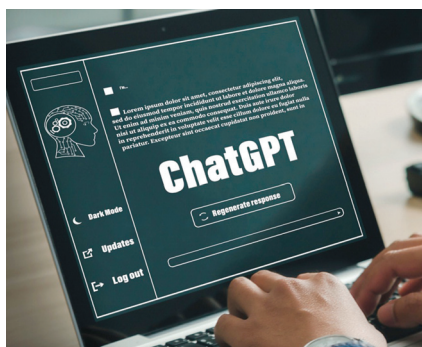 Lorem ipsum dolor sit amet, consectetur adipiscing elit,
sed do eiusmod tempor incididunt ut labore et dolore magna aliqua.
Ut enim ad minim veniam, quis nostrud exercitation ullamco laboris
nisi ut aliquip ex ea commodo consequat. Duis aute irure dolor
in reprehenderit in voluptate velit esse cillum dolore eu fugiat nulla
pariatur. Excepteur sint occaecat cupidatat non proident, sunt in
ChatGPT
Regenerate response
Dark Mode
Updates
Log out